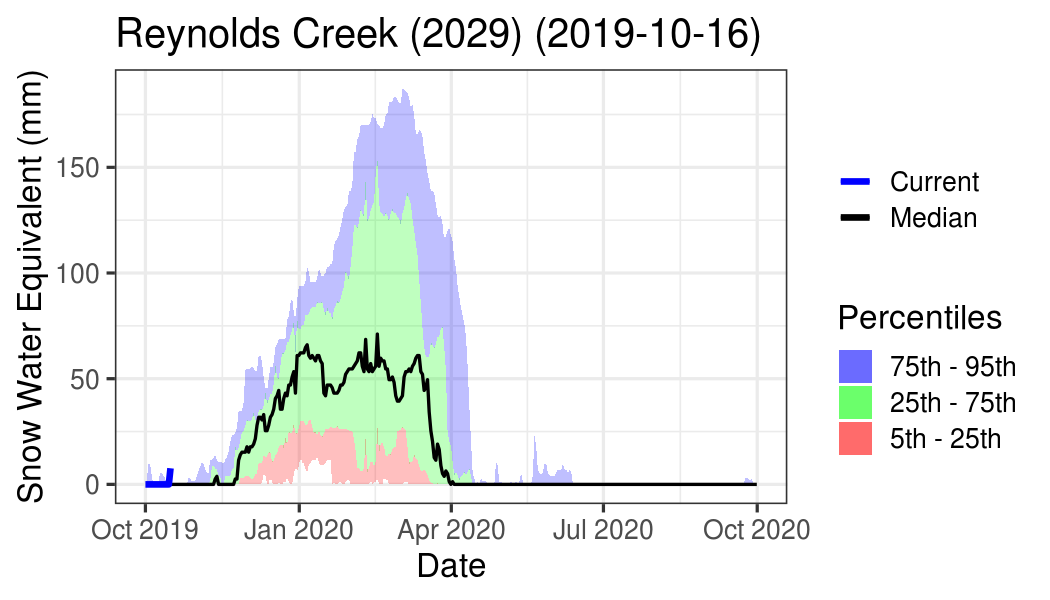 Reynolds Creek (2029) (2019-10-16)
Snow Water Equivalent (mm)
150
100
50
0
Oct 2019
Jan 2020
Apr 2020
Jul 2020
Oct 2020
Date
Current
Median
Percentiles
75th - 95th
25th - 75th
5th - 25th